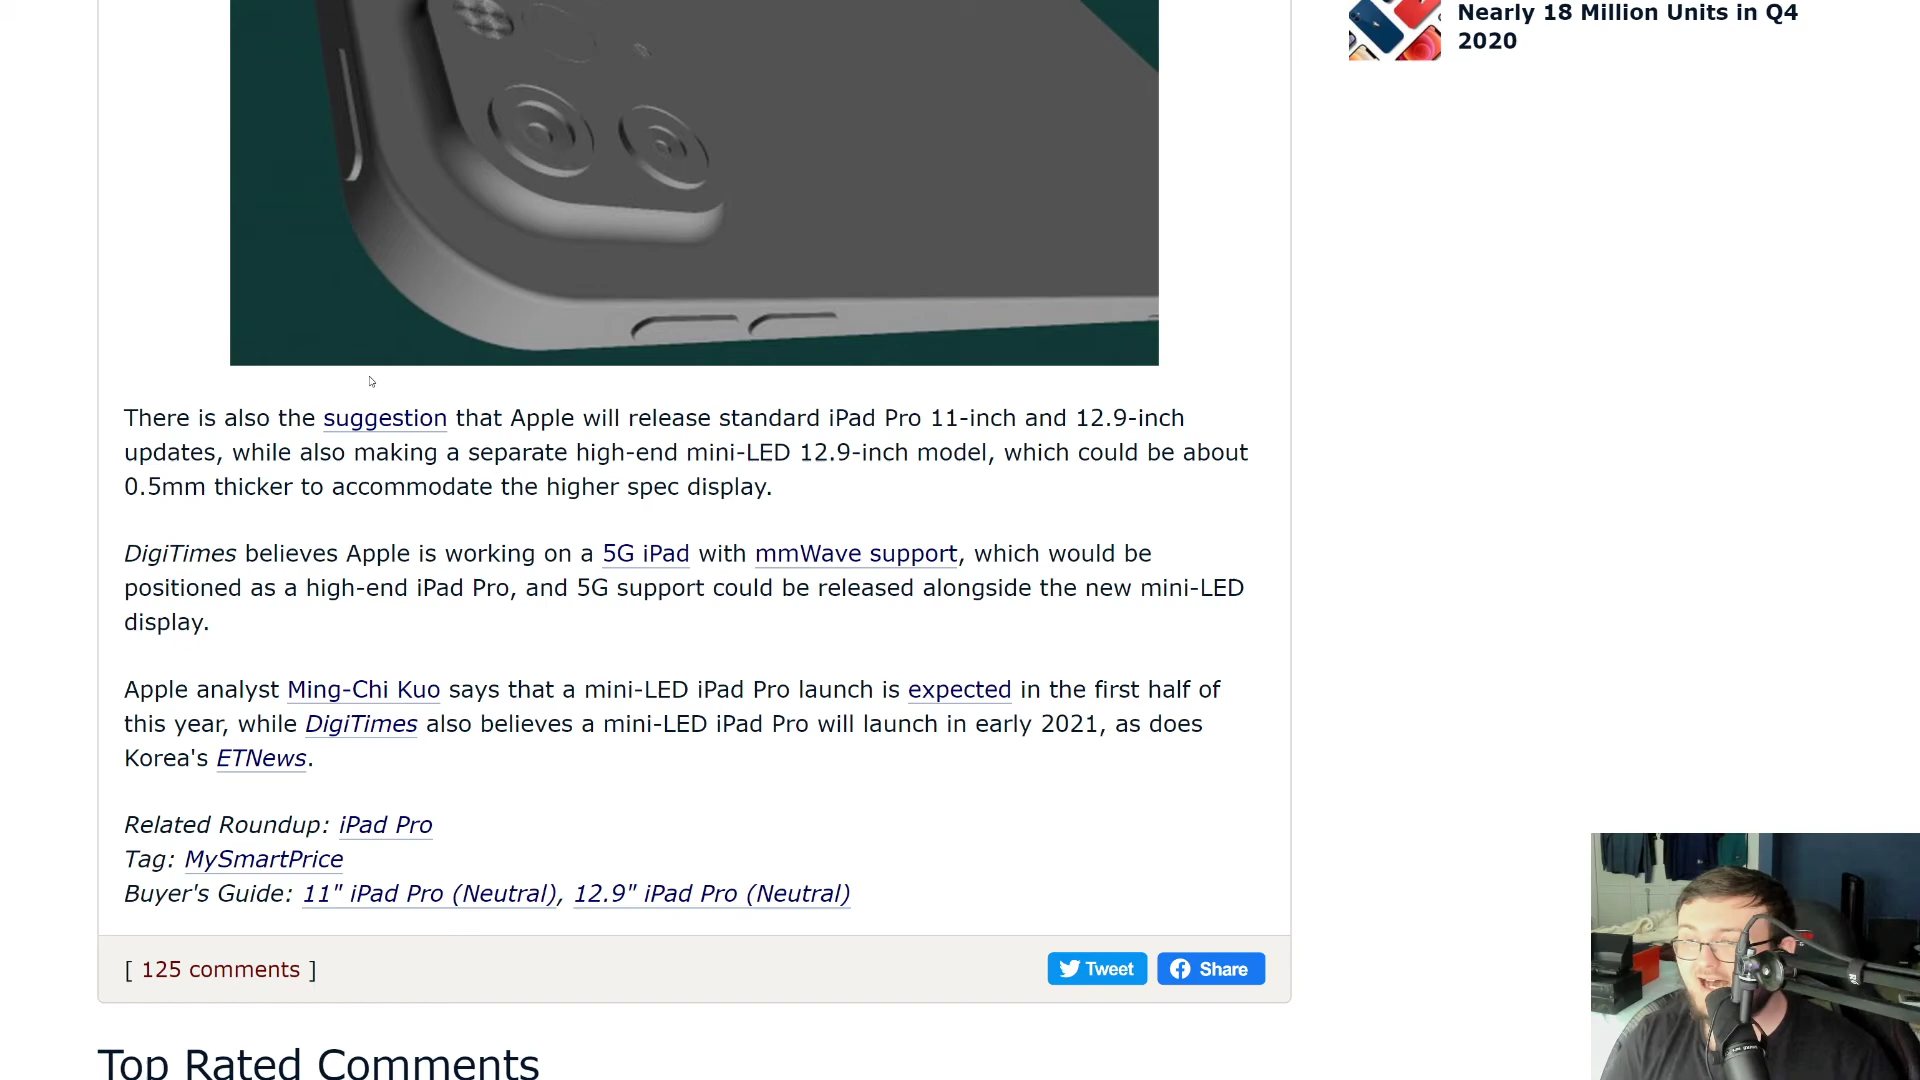 Nearly 18 Million Units in Q4
2020
There is also the suggestion that Apple will release standard iPad Pro 11-inch and 12.9-inch
updates, while also making a separate high-end mini-LED 12.9-inch model, which could be about
0.5mm thicker to accommodate the higher spec display.
DigiTimes believes Apple is working on a 5G iPad with mmWave support, which would be
positioned as a high-end iPad Pro, and 5G support could be released alongside the new mini-LED
display.
Apple analyst Ming-Chi Kuo says that a mini-LED iPad Pro launch is expected in the first half of
this year, while DigiTimes also believes a mini-LED iPad Pro will launch in early 2021, as does
Korea's ETNews.
Related Roundup: iPad Pro
Tag: MySmartPrice
Buyer's Guide: 11" iPad Pro (Neutral), 12.9" iPad Pro (Neutral)
[ 125 comments ]
Tweet
Share
Top Rated Comments